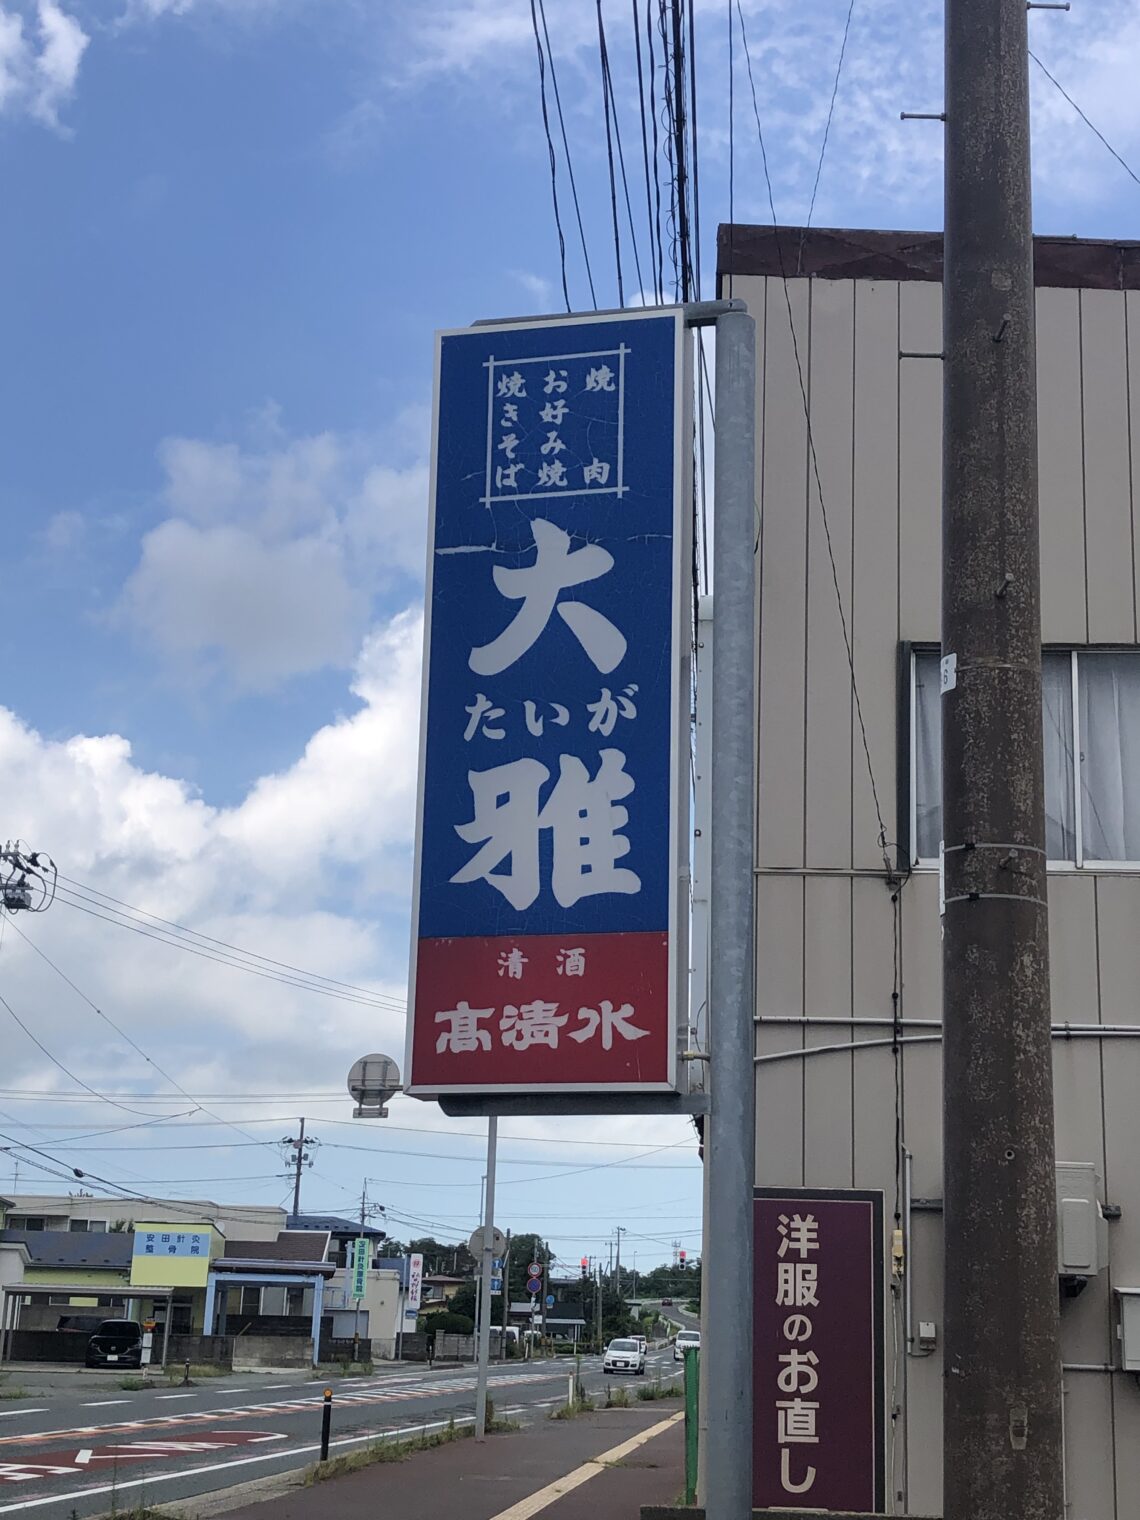 焼肉
お好み焼
焼きそば
大雅
たいが
清酒
高清水
洋服のお直し
安田針灸
整骨院